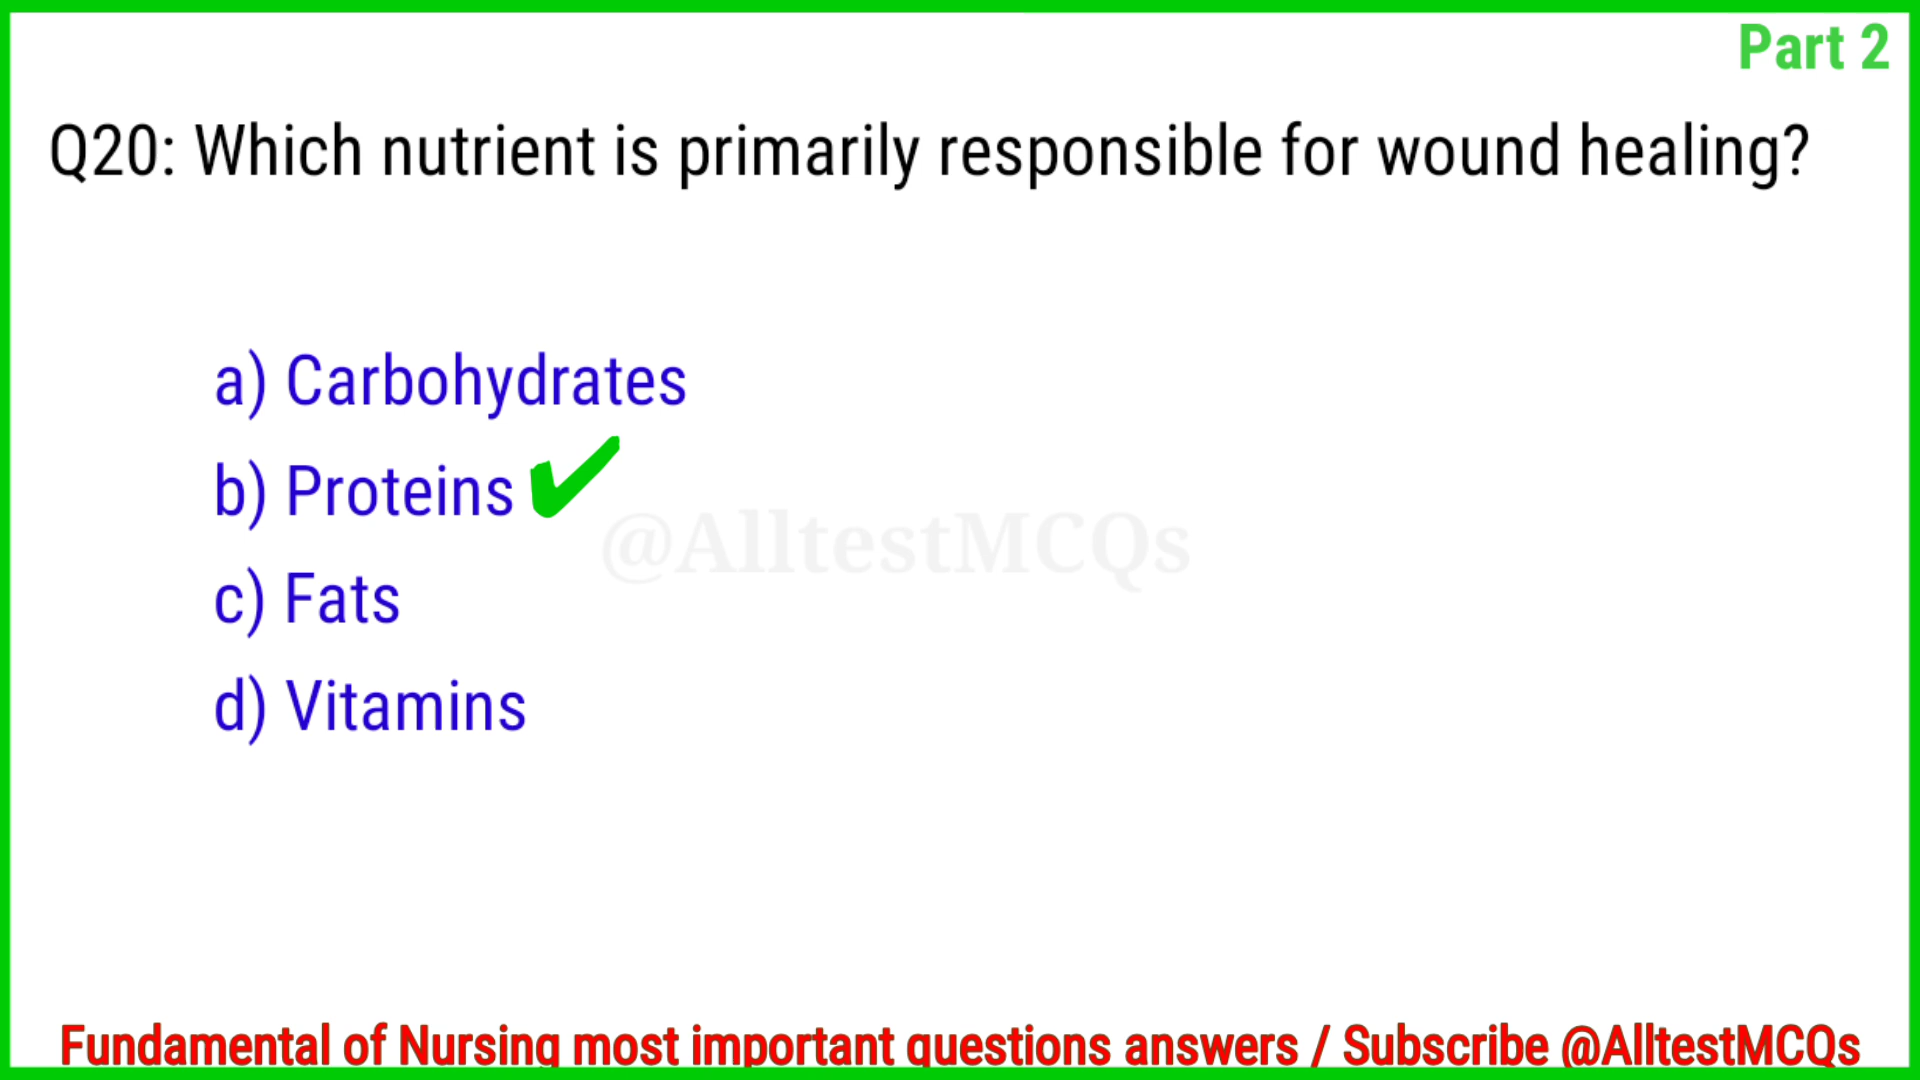 Part 2
Q20: Which nutrient is primarily responsible for wound healing?
a) Carbohydrates
b) Proteins ✔
@AlltestMCQs
c) Fats
d) Vitamins
Fundamental of Nursing most important questions answers / Subscribe @AlltestMCQs